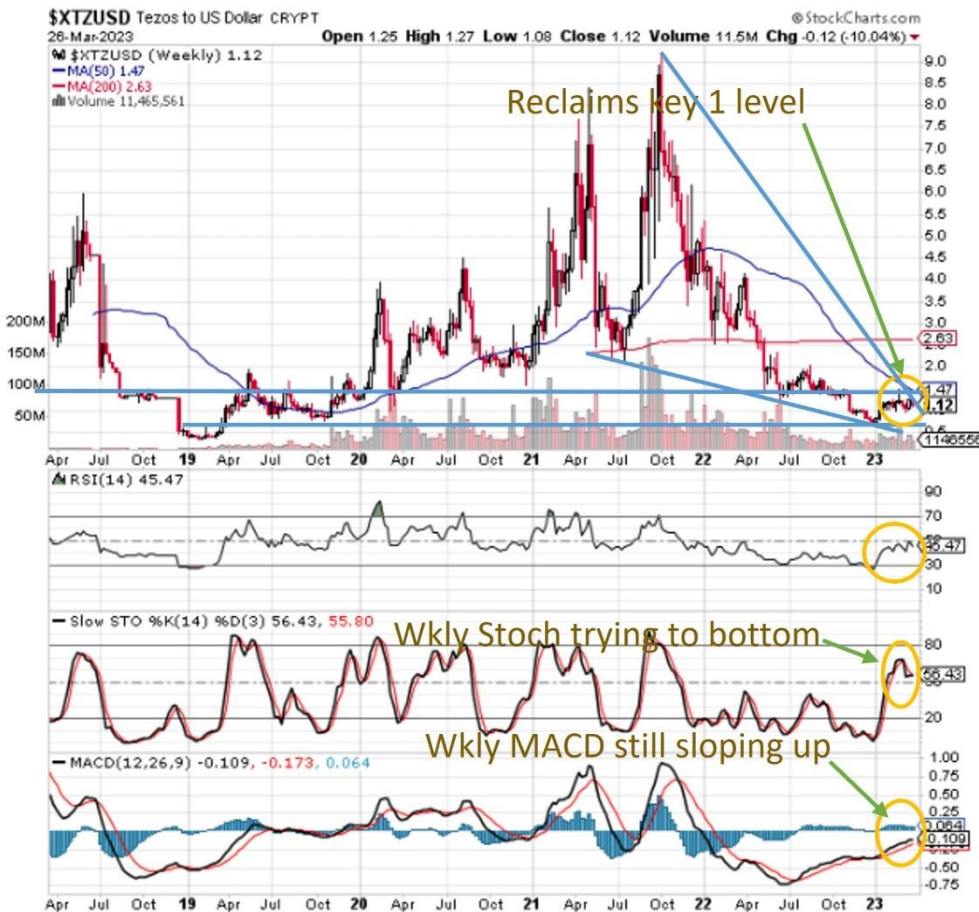 $XTZUSD Tezos to US Dollar CRYPT
© StockCharts.com
26-Mar-2023
Open 1.25 High 1.27 Low 1.08 Close 1.12 Volume 11.5M Chg -0.12 (-10.04%)
$XTZUSD (Weekly) 1.12
MA(50) 1.47
MA(200) 2.63
Volume 11,465,561
Reclaims key 1 level
9.0
8.5
8.0
7.5
7.0
6.5
6.0
5.5
5.0
4.5
4.0
3.5
3.0
2.63
2.0
1.47
1.12
0.5
11465561
200M
150M
100M
50M
Apr Jul Oct 19 Apr Jul Oct 20 Apr Jul Oct 21 Apr Jul Oct 22 Apr Jul Oct 23
RSI(14) 45.47
90
70
45.47
30
10
Slow STO %K(14) %D(3) 56.43, 55.80
Wkly Stoch trying to bottom
80
56.43
20
Wkly MACD still sloping up
MACD(12,26,9) -0.109, -0.173, 0.064
1.00
0.75
0.50
0.25
0.064
-0.109
-0.50
-0.75
Apr Jul Oct 19 Apr Jul Oct 20 Apr Jul Oct 21 Apr Jul Oct 22 Apr Jul Oct 23